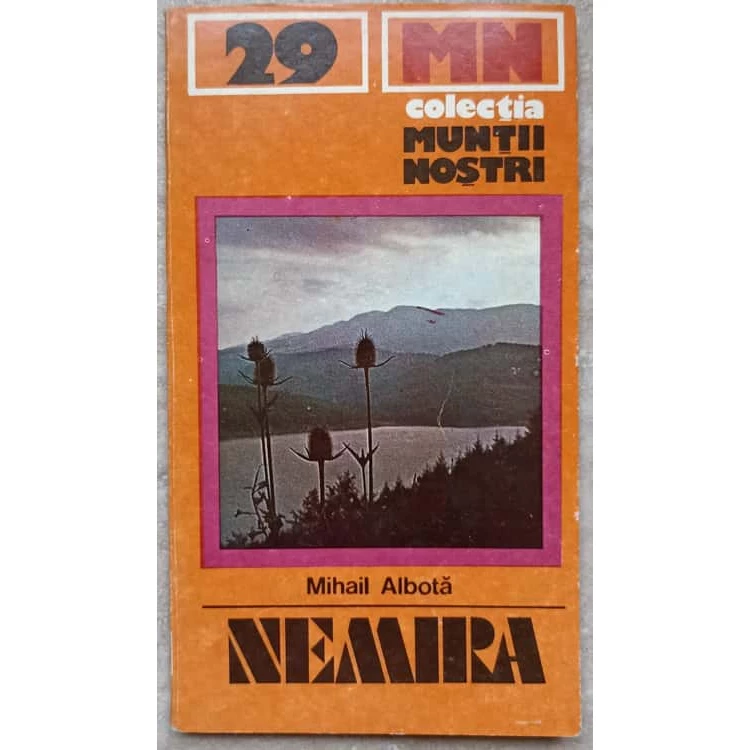 29
MN
colecția
MUNȚII
NOȘTRI
Mihail Albotă
NEMIRA